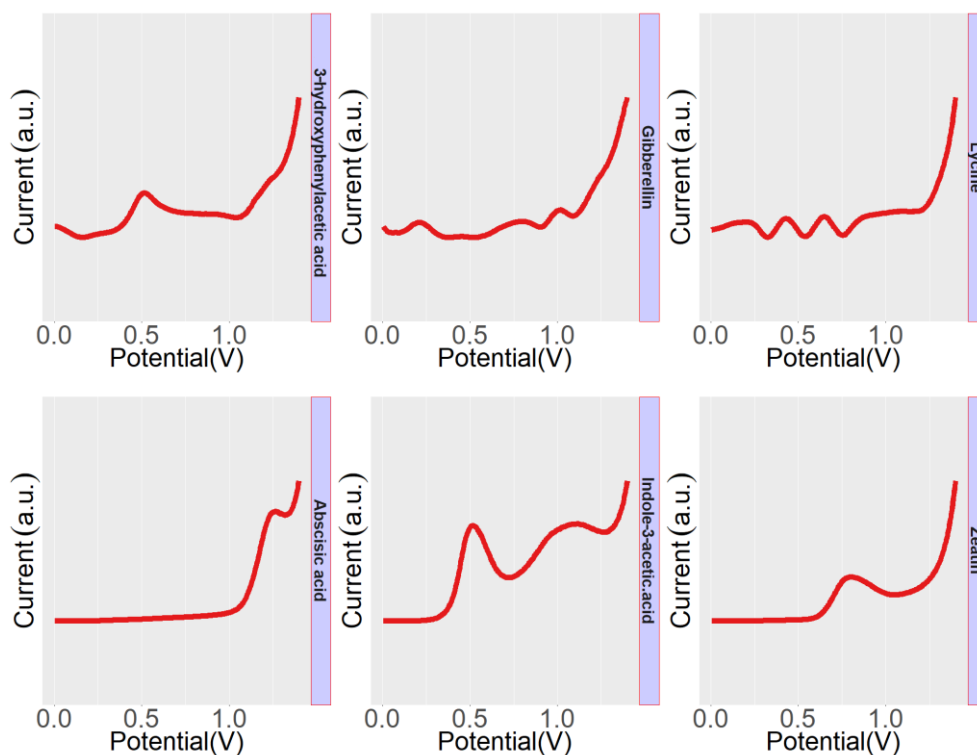 Current(a.u.)
3-hydroxyphenylacetic acid
0.0 0.5 1.0
Potential(V)
Current(a.u.)
Gibberellin
0.0 0.5 1.0
Potential(V)
Current(a.u.)
0.0 0.5 1.0
Potential(V)
Current(a.u.)
Abscisic acid
0.0 0.5 1.0
Potential(V)
Current(a.u.)
Indole-3-acetic.acid
0.0 0.5 1.0
Potential(V)
Current(a.u.)
Zeatin
0.0 0.5 1.0
Potential(V)